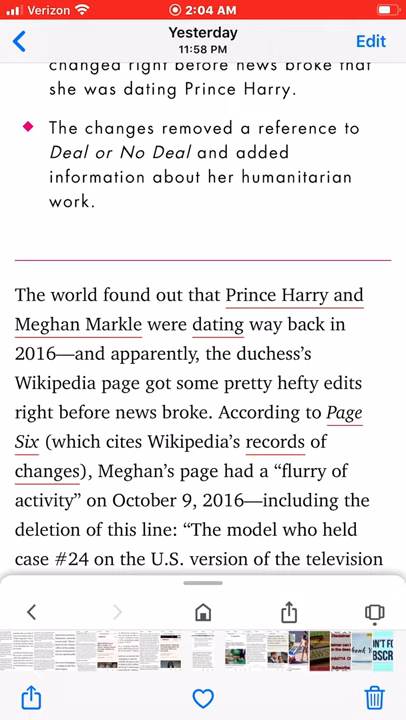 Verizon
2:04 AM
Yesterday
11:58 PM
Edit
changed right before news broke that
she was dating Prince Harry.
The changes removed a reference to
Deal or No Deal and added
information about her humanitarian
work.
The world found out that Prince Harry and
Meghan Markle were dating way back in
2016—and apparently, the duchess’s
Wikipedia page got some pretty hefty edits
right before news broke. According to Page
Six (which cites Wikipedia’s records of
changes), Meghan’s page had a “flurry of
activity” on October 9, 2016—including the
deletion of this line: “The model who held
case #24 on the U.S. version of the television